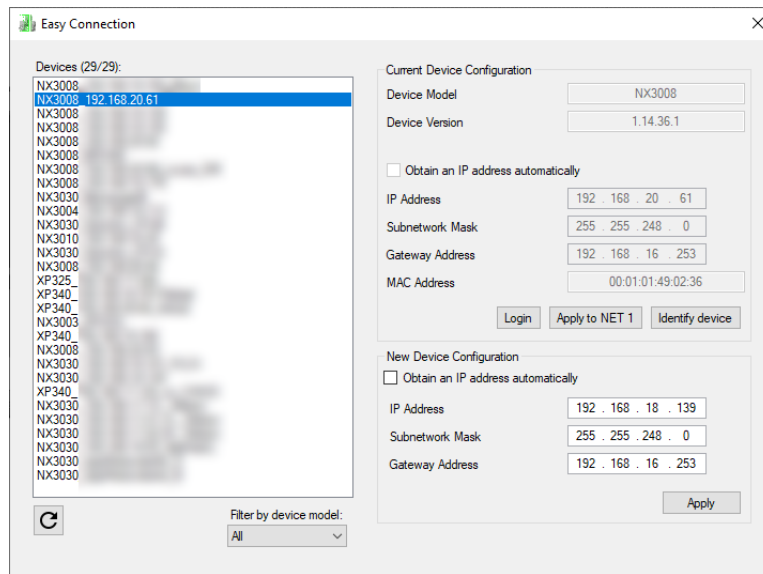 Easy Connection
Devices (29/29):
NX3008_
NX3008_192.168.20.61
NX3008
NX3008
NX3008
NX3008
NX3008
NX3008
NX3030
NX3004
NX3030
NX3010
NX3030
NX3008
XP325_
XP340_
XP340_
NX3003
XP340_
NX3008
NX3030
NX3030
XP340_
NX3030
NX3030
NX3030
NX3030
NX3030
NX3030
Filter by device model:
All
Current Device Configuration
Device Model NX3008
Device Version 1.14.36.1
Obtain an IP address automatically
IP Address 192 . 168 . 20 . 61
Subnetwork Mask 255 . 255 . 248 . 0
Gateway Address 192 . 168 . 16 . 253
MAC Address 00:01:01:49:02:36
Login Apply to NET 1 Identify device
New Device Configuration
Obtain an IP address automatically
IP Address 192 . 168 . 18 . 139
Subnetwork Mask 255 . 255 . 248 . 0
Gateway Address 192 . 168 . 16 . 253
Apply